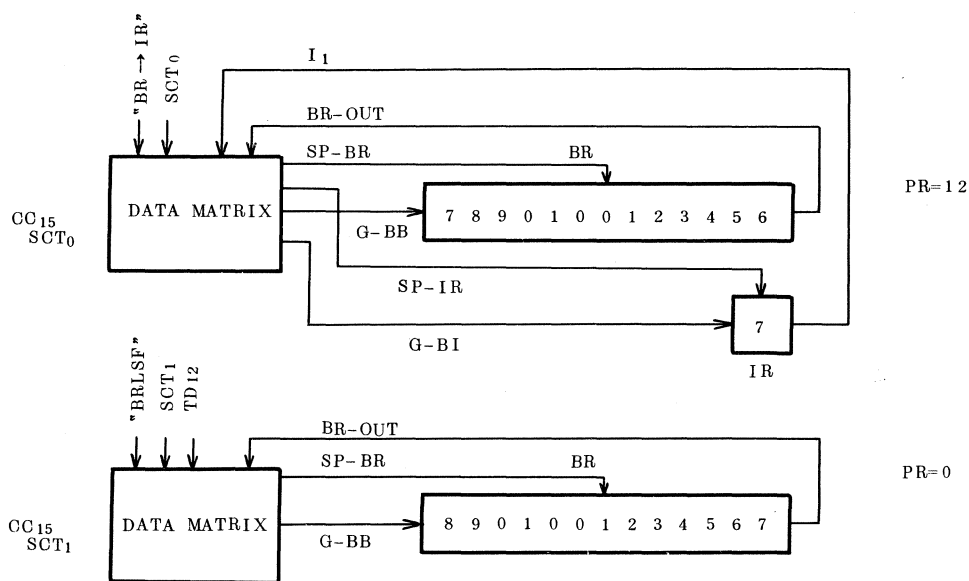 "BR→IR"
SCT0
I1
BR-OUT
SP-BR
BR
PR=12
DATA MATRIX
7 8 9 0 1 0 0 1 2 3 4 5 6
CC15
SCT0
G-BB
SP-IR
7
G-BI
IR
"BRLSF"
SCT1
TD12
BR-OUT
SP-BR
BR
PR=0
DATA MATRIX
8 9 0 1 0 0 1 2 3 4 5 6 7
CC15
SCT1
G-BB